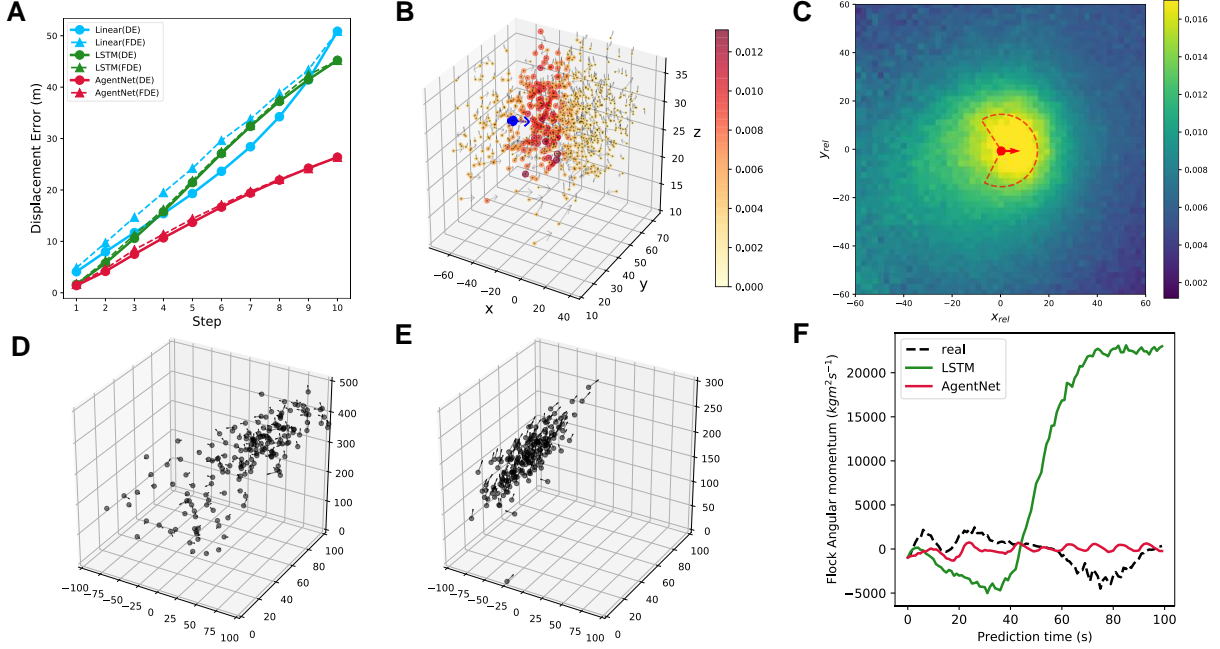 A
Linear(DE)
Linear(FDE)
LSTM(DE)
LSTM(FDE)
AgentNet(DE)
AgentNet(FDE)
Displacement Error (m)
50
40
30
20
10
0
1 2 3 4 5 6 7 8 9 10
Step
B
35
30
25
20
15
10
z
−60 −40 −20 0 20 40
x
10 20 30 40 50 60 70
y
0.012
0.010
0.008
0.006
0.004
0.002
0.000
C
60
40
20
0
−20
−40
−60
y_rel
−60 −40 −20 0 20 40 60
x_rel
0.016
0.014
0.012
0.010
0.008
0.006
0.004
0.002
D
500
400
300
200
100
0
−100 −75 −50 −25 0 25 50 75 100
0 20 40 60 80 100
E
300
250
200
150
100
50
0
−100 −75 −50 −25 0 25 50 75 100
0 20 40 60 80 100
F
real
LSTM
AgentNet
Flock Angular momentum (kgm²s⁻¹)
20000
15000
10000
5000
0
−5000
0 20 40 60 80 100
Prediction time (s)